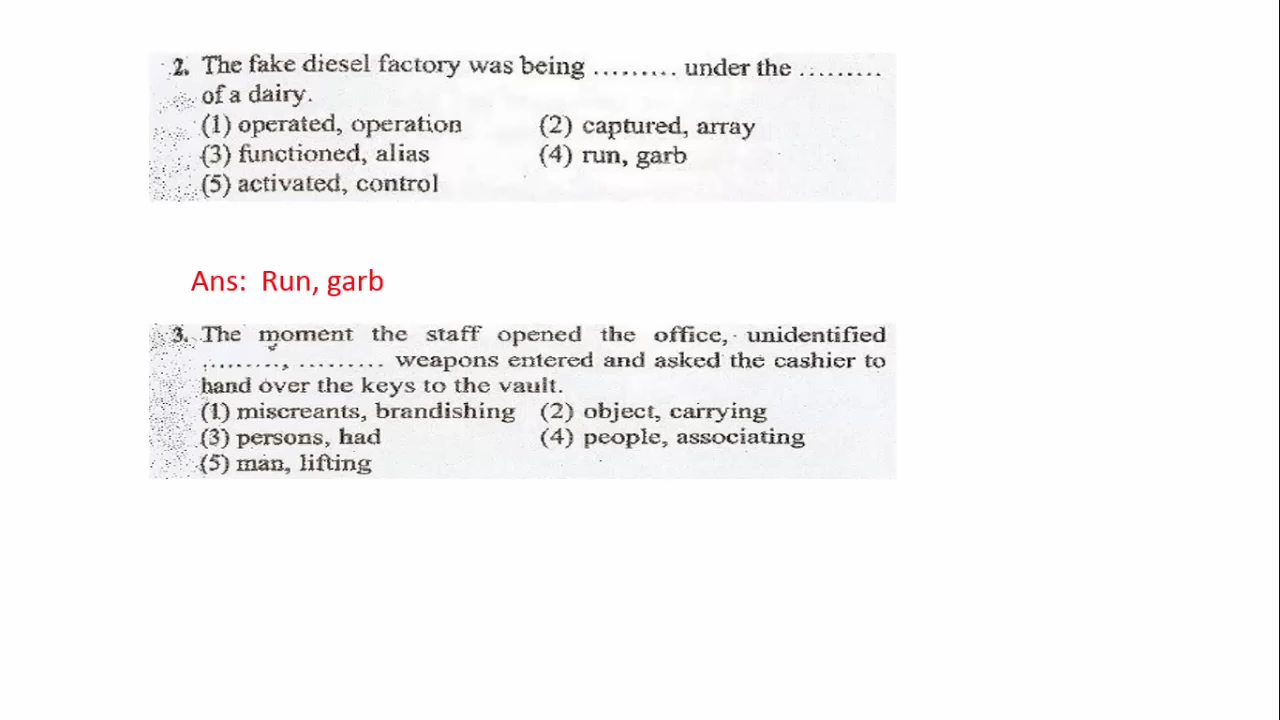 2. The fake diesel factory was being ......... under the .........
of a dairy.
(1) operated, operation (2) captured, array
(3) functioned, alias (4) run, garb
(5) activated, control
Ans: Run, garb
3. The moment the staff opened the office, unidentified
........., ......... weapons entered and asked the cashier to
hand over the keys to the vault.
(1) miscreants, brandishing (2) object, carrying
(3) persons, had (4) people, associating
(5) man, lifting